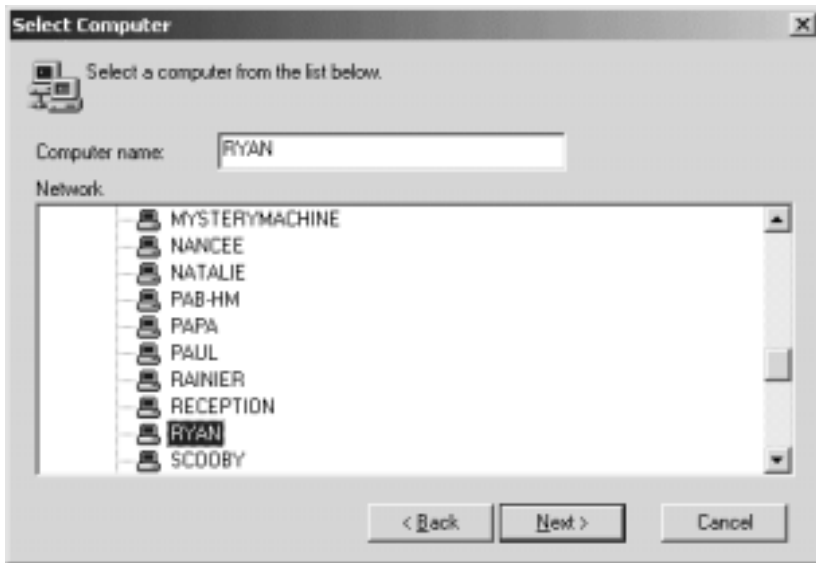 Select Computer
Select a computer from the list below.
Computer name: RYAN
Network
MYSTERYMACHINE
NANCEE
NATALIE
PAB-HM
PAPA
PAUL
RAINIER
RECEPTION
RYAN
SCOOBY
< Back Next > Cancel